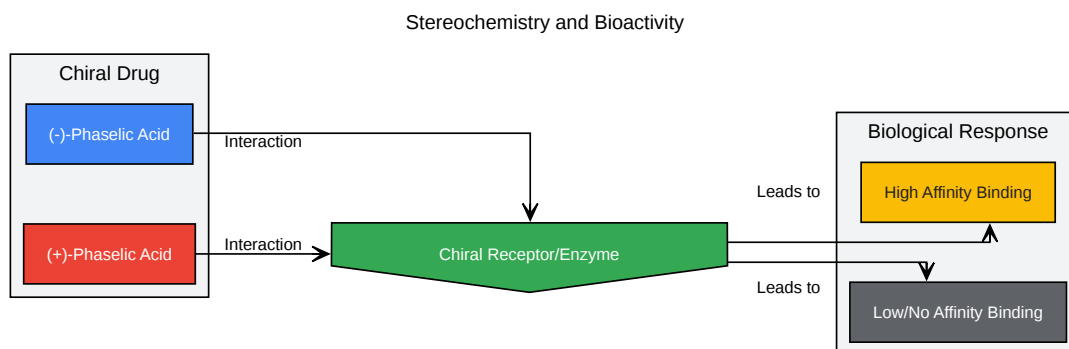 Stereochemistry and Bioactivity
Chiral Drug
(-)-Phaselic Acid
Interaction
(+)-Phaselic Acid
Interaction
Chiral Receptor/Enzyme
Biological Response
Leads to
High Affinity Binding
Leads to
Low/No Affinity Binding